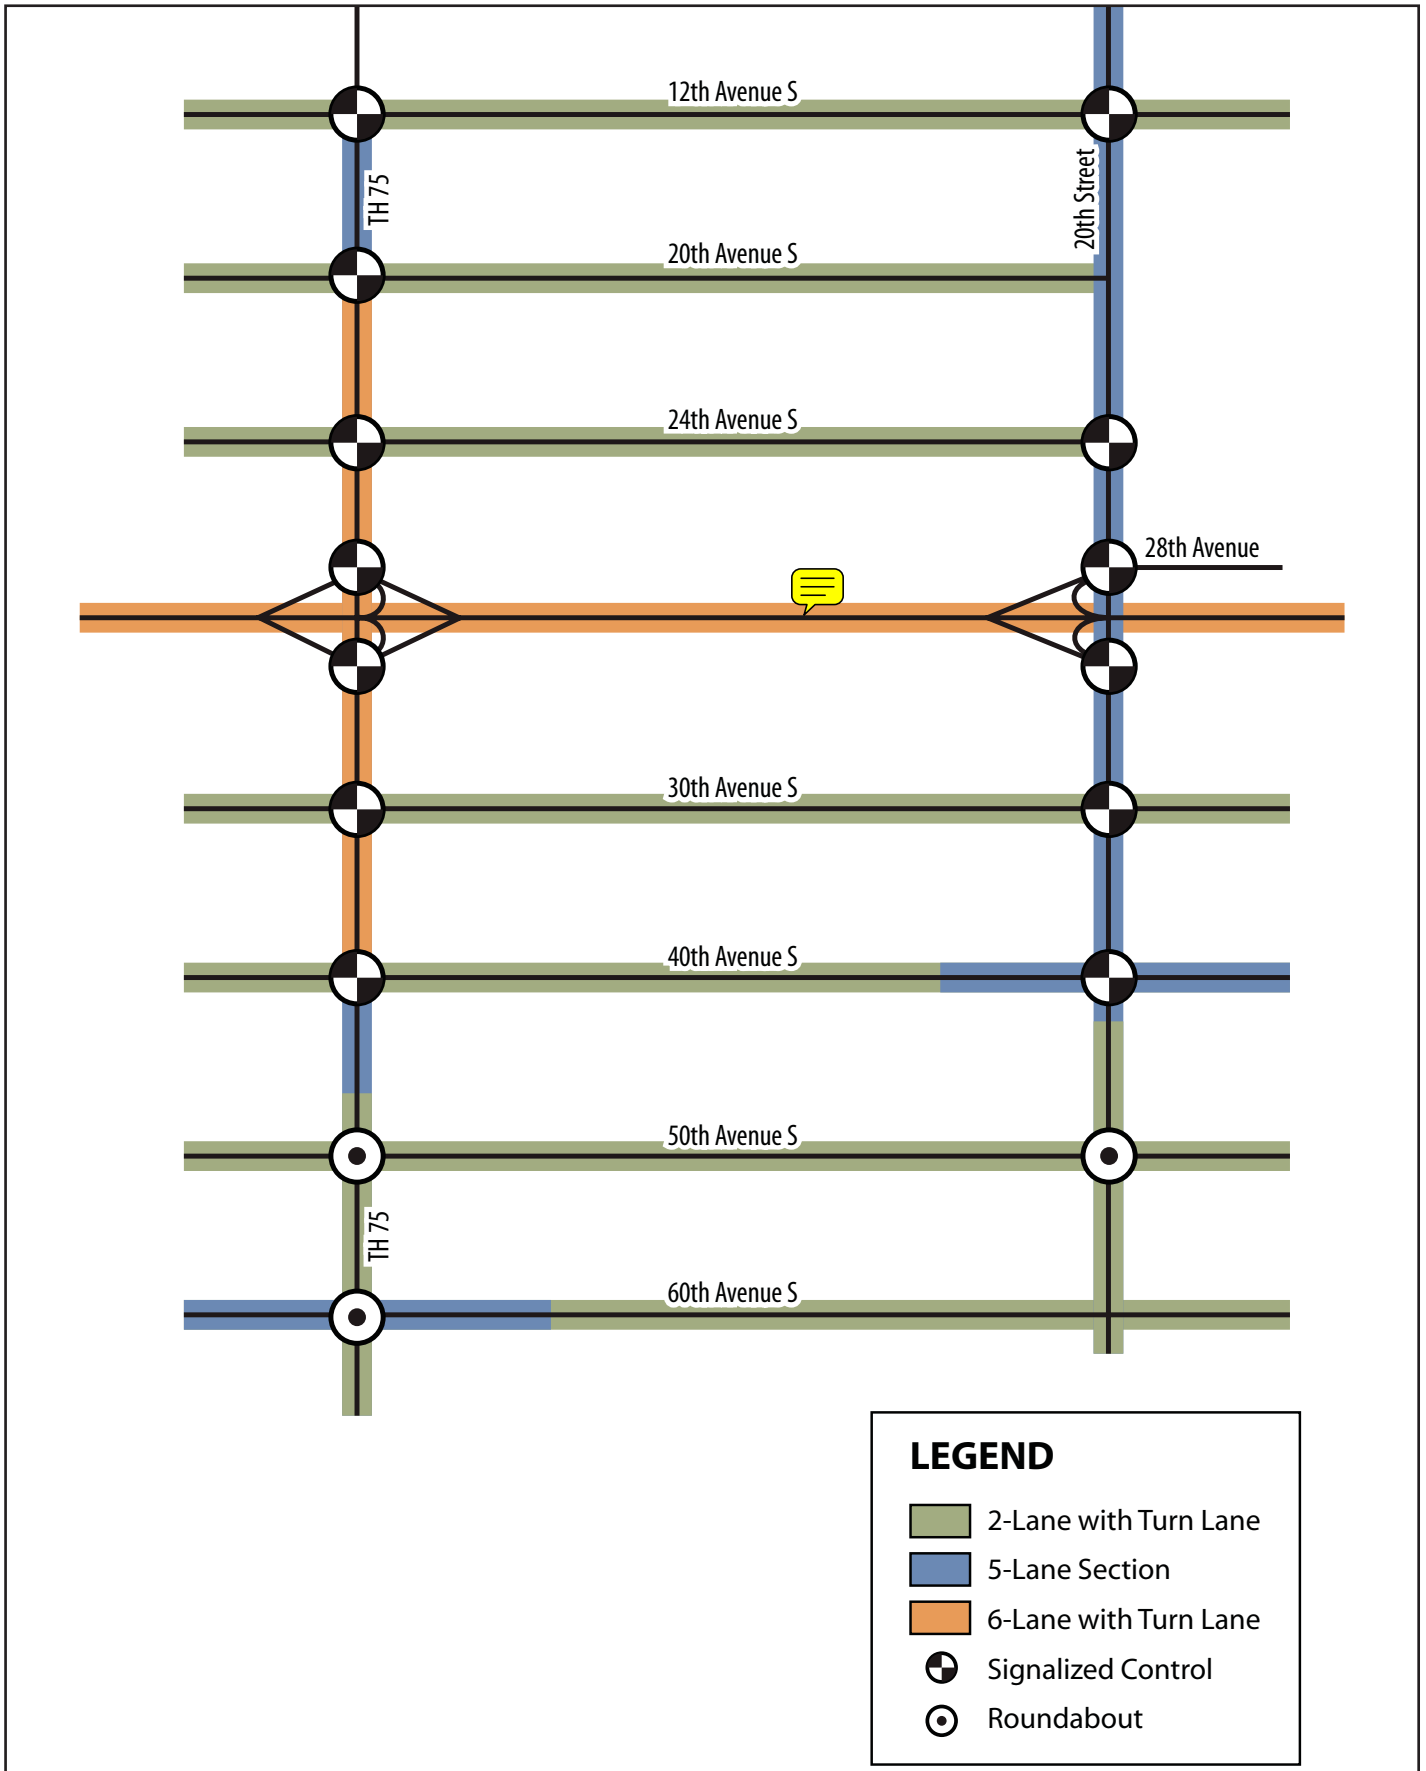 12th Avenue S
TH 75
20th Street
20th Avenue S
24th Avenue S
28th Avenue
30th Avenue S
40th Avenue S
50th Avenue S
TH 75
60th Avenue S
LEGEND
2-Lane with Turn Lane
5-Lane Section
6-Lane with Turn Lane
Signalized Control
Roundabout